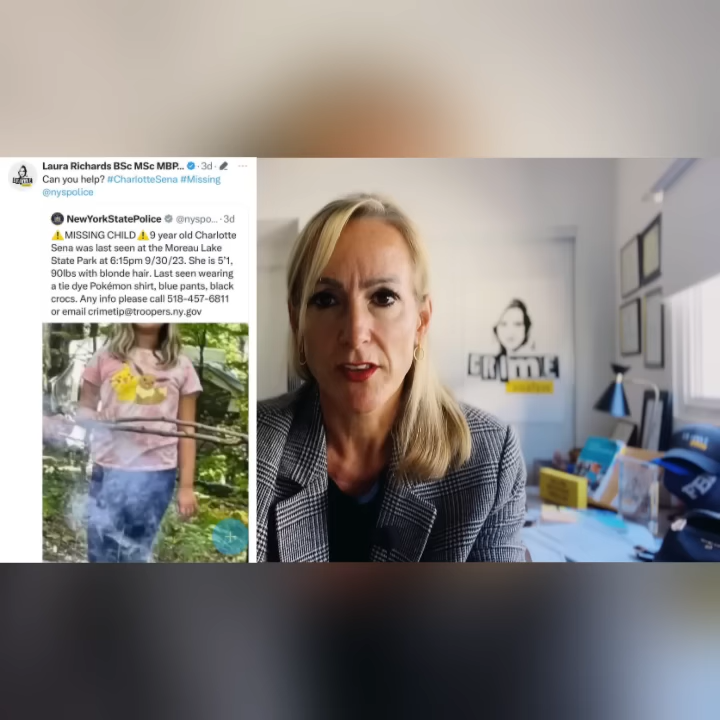 Laura Richards BSc MSc MBP... · 3d ·
Can you help? #CharlotteSena #Missing
@nyspolice
NewYorkStatePolice @nyspo... · 3d
⚠️MISSING CHILD⚠️9 year old Charlotte
Sena was last seen at the Moreau Lake
State Park at 6:15pm 9/30/23. She is 5'1,
90lbs with blonde hair. Last seen wearing
a tie dye Pokémon shirt, blue pants, black
crocs. Any info please call 518-457-6811
or email crimetip@troopers.ny.gov
CRIME
analyst
FBI